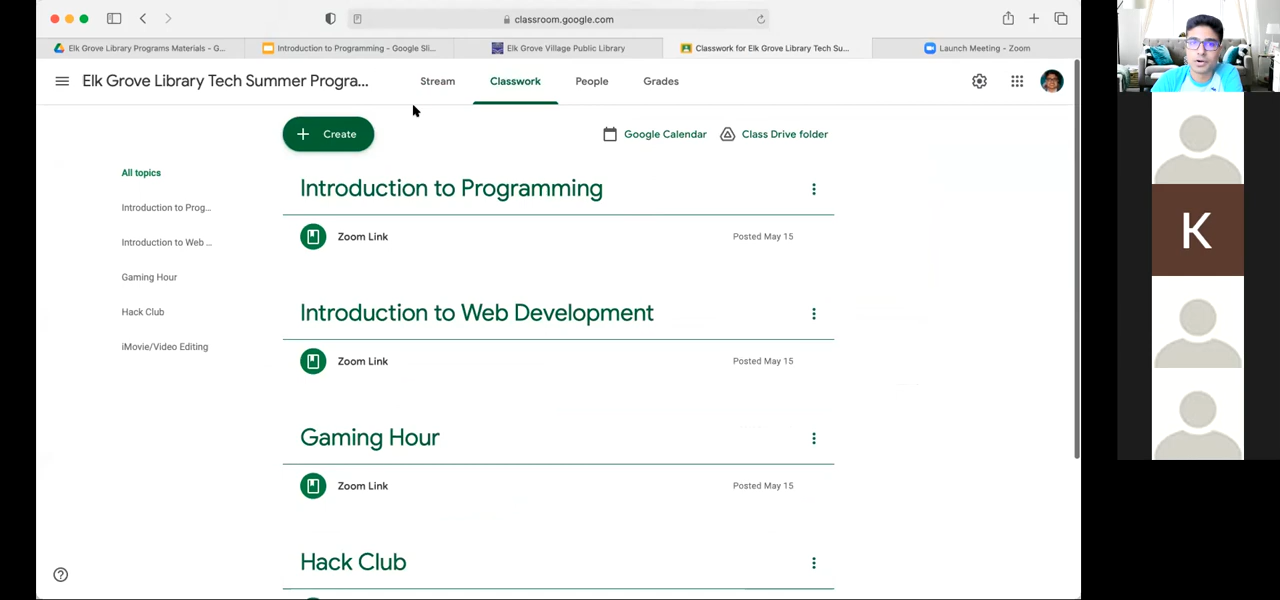 classroom.google.com
Elk Grove Library Programs Materials - G...
Introduction to Programming - Google Sli...
Elk Grove Village Public Library
Classwork for Elk Grove Library Tech Su...
Launch Meeting - Zoom
Elk Grove Library Tech Summer Progra...
Stream
Classwork
People
Grades
Create
Google Calendar
Class Drive folder
All topics
Introduction to Prog...
Introduction to Web ...
Gaming Hour
Hack Club
iMovie/Video Editing
Introduction to Programming
Zoom Link
Posted May 15
Introduction to Web Development
Zoom Link
Posted May 15
Gaming Hour
Zoom Link
Posted May 15
Hack Club
K